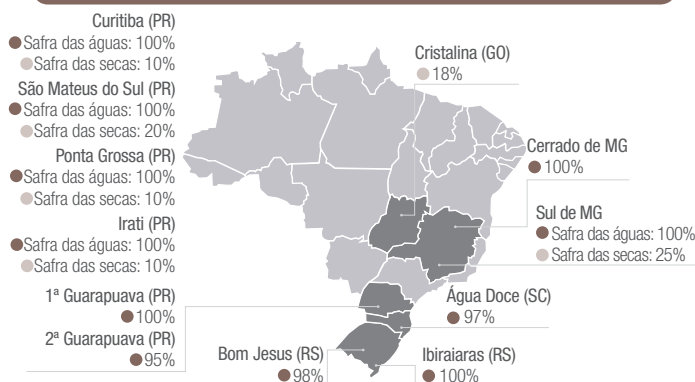 Curitiba (PR)
Safra das águas: 100%
Safra das secas: 10%
São Mateus do Sul (PR)
Safra das águas: 100%
Safra das secas: 20%
Ponta Grossa (PR)
Safra das águas: 100%
Safra das secas: 10%
Irati (PR)
Safra das águas: 100%
Safra das secas: 10%
1ª Guarapuava (PR)
100%
2ª Guarapuava (PR)
95%
Cristalina (GO)
18%
Cerrado de MG
100%
Sul de MG
Safra das águas: 100%
Safra das secas: 25%
Água Doce (SC)
97%
Bom Jesus (RS)
98%
Ibiraiaras (RS)
100%